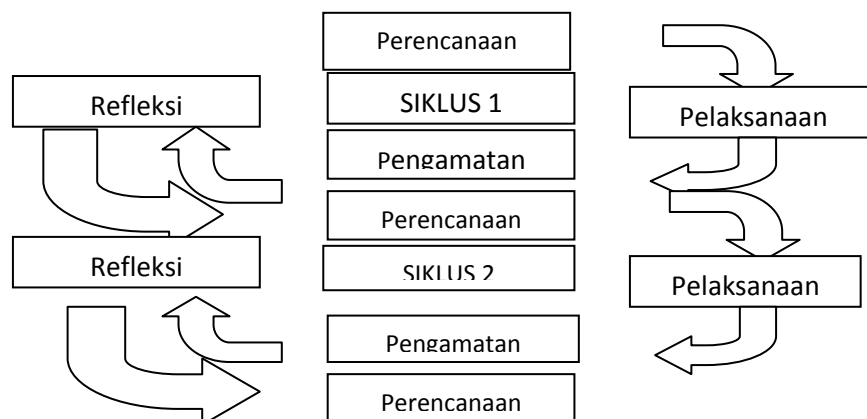 Perencanaan
Refleksi
SIKLUS 1
Pelaksanaan
Pengamatan
Perencanaan
Refleksi
SIKLUS 2
Pelaksanaan
Pengamatan
Perencanaan